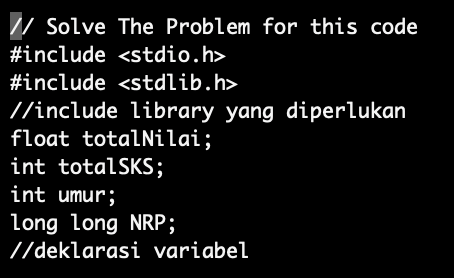 // Solve The Problem for this code
#include <stdio.h>
#include <stdlib.h>
//include library yang diperlukan
float totalNilai;
int totalSKS;
int umur;
long long NRP;
//deklarasi variabel